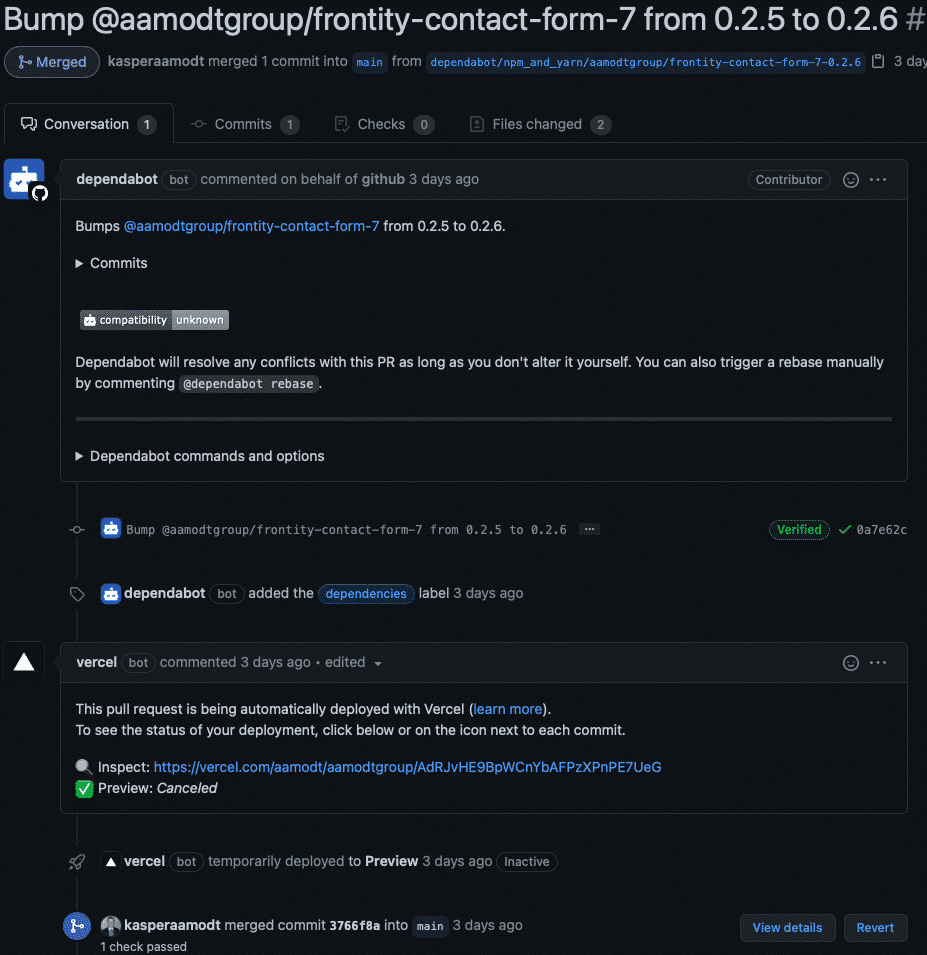 Bump @aamodtgroup/frontity-contact-form-7 from 0.2.5 to 0.2.6 #
Merged kasperaamodt merged 1 commit into main from dependabot/npm_and_yarn/aamodtgroup/frontity-contact-form-7-0.2.6 3 day
Conversation 1 Commits 1 Checks 0 Files changed 2
dependabot bot commented on behalf of github 3 days ago Contributor ...
Bumps @aamodtgroup/frontity-contact-form-7 from 0.2.5 to 0.2.6.
Commits
compatibility unknown
Dependabot will resolve any conflicts with this PR as long as you don't alter it yourself. You can also trigger a rebase manually
by commenting @dependabot rebase.
Dependabot commands and options
Bump @aamodtgroup/frontity-contact-form-7 from 0.2.5 to 0.2.6 ... Verified 0a7e62c
dependabot bot added the dependencies label 3 days ago
vercel bot commented 3 days ago • edited ...
This pull request is being automatically deployed with Vercel (learn more).
To see the status of your deployment, click below or on the icon next to each commit.
Inspect: https://vercel.com/aamodt/aamodtgroup/AdRJvHE9BpWCnYbAFPzXPnPE7UeG
Preview: Canceled
vercel bot temporarily deployed to Preview 3 days ago Inactive
kasperaamodt merged commit 3766f8a into main 3 days ago View details Revert
1 check passed